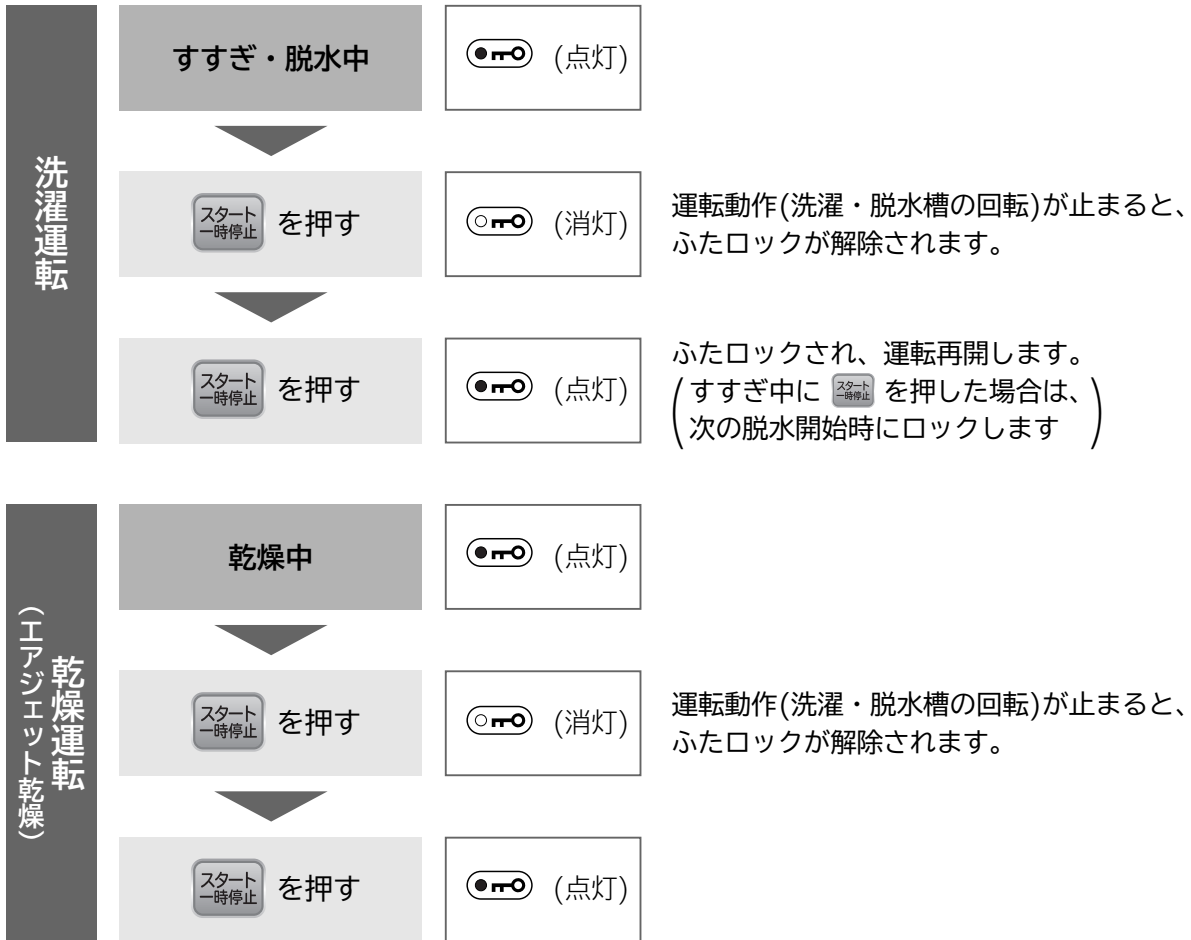 洗濯運転
すすぎ・脱水中
(点灯)
スタート
一時停止
を押す
(消灯)
運転動作(洗濯・脱水槽の回転)が止まると、
ふたロックが解除されます。
スタート
一時停止
を押す
(点灯)
ふたロックされ、運転再開します。
(すすぎ中に スタート 一時停止 を押した場合は、
次の脱水開始時にロックします)
乾燥運転
(エアジェット乾燥)
乾燥中
(点灯)
スタート
一時停止
を押す
(消灯)
運転動作(洗濯・脱水槽の回転)が止まると、
ふたロックが解除されます。
スタート
一時停止
を押す
(点灯)